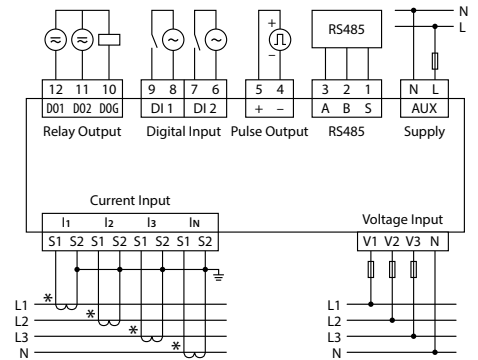 N
L
+
–
RS485
12 11 10 9 8 7 6 5 4 3 2 1 N L
DO1 DO2 DOG DI 1 DI 2 + – A B S AUX
Relay Output Digital Input Pulse Output RS485 Supply
Current Input
I1 I2 I3 IN
S1 S2 S1 S2 S1 S2 S1 S2
Voltage Input
V1 V2 V3 N
L1 *
L2 *
L3 *
N *
L1
L2
L3
N